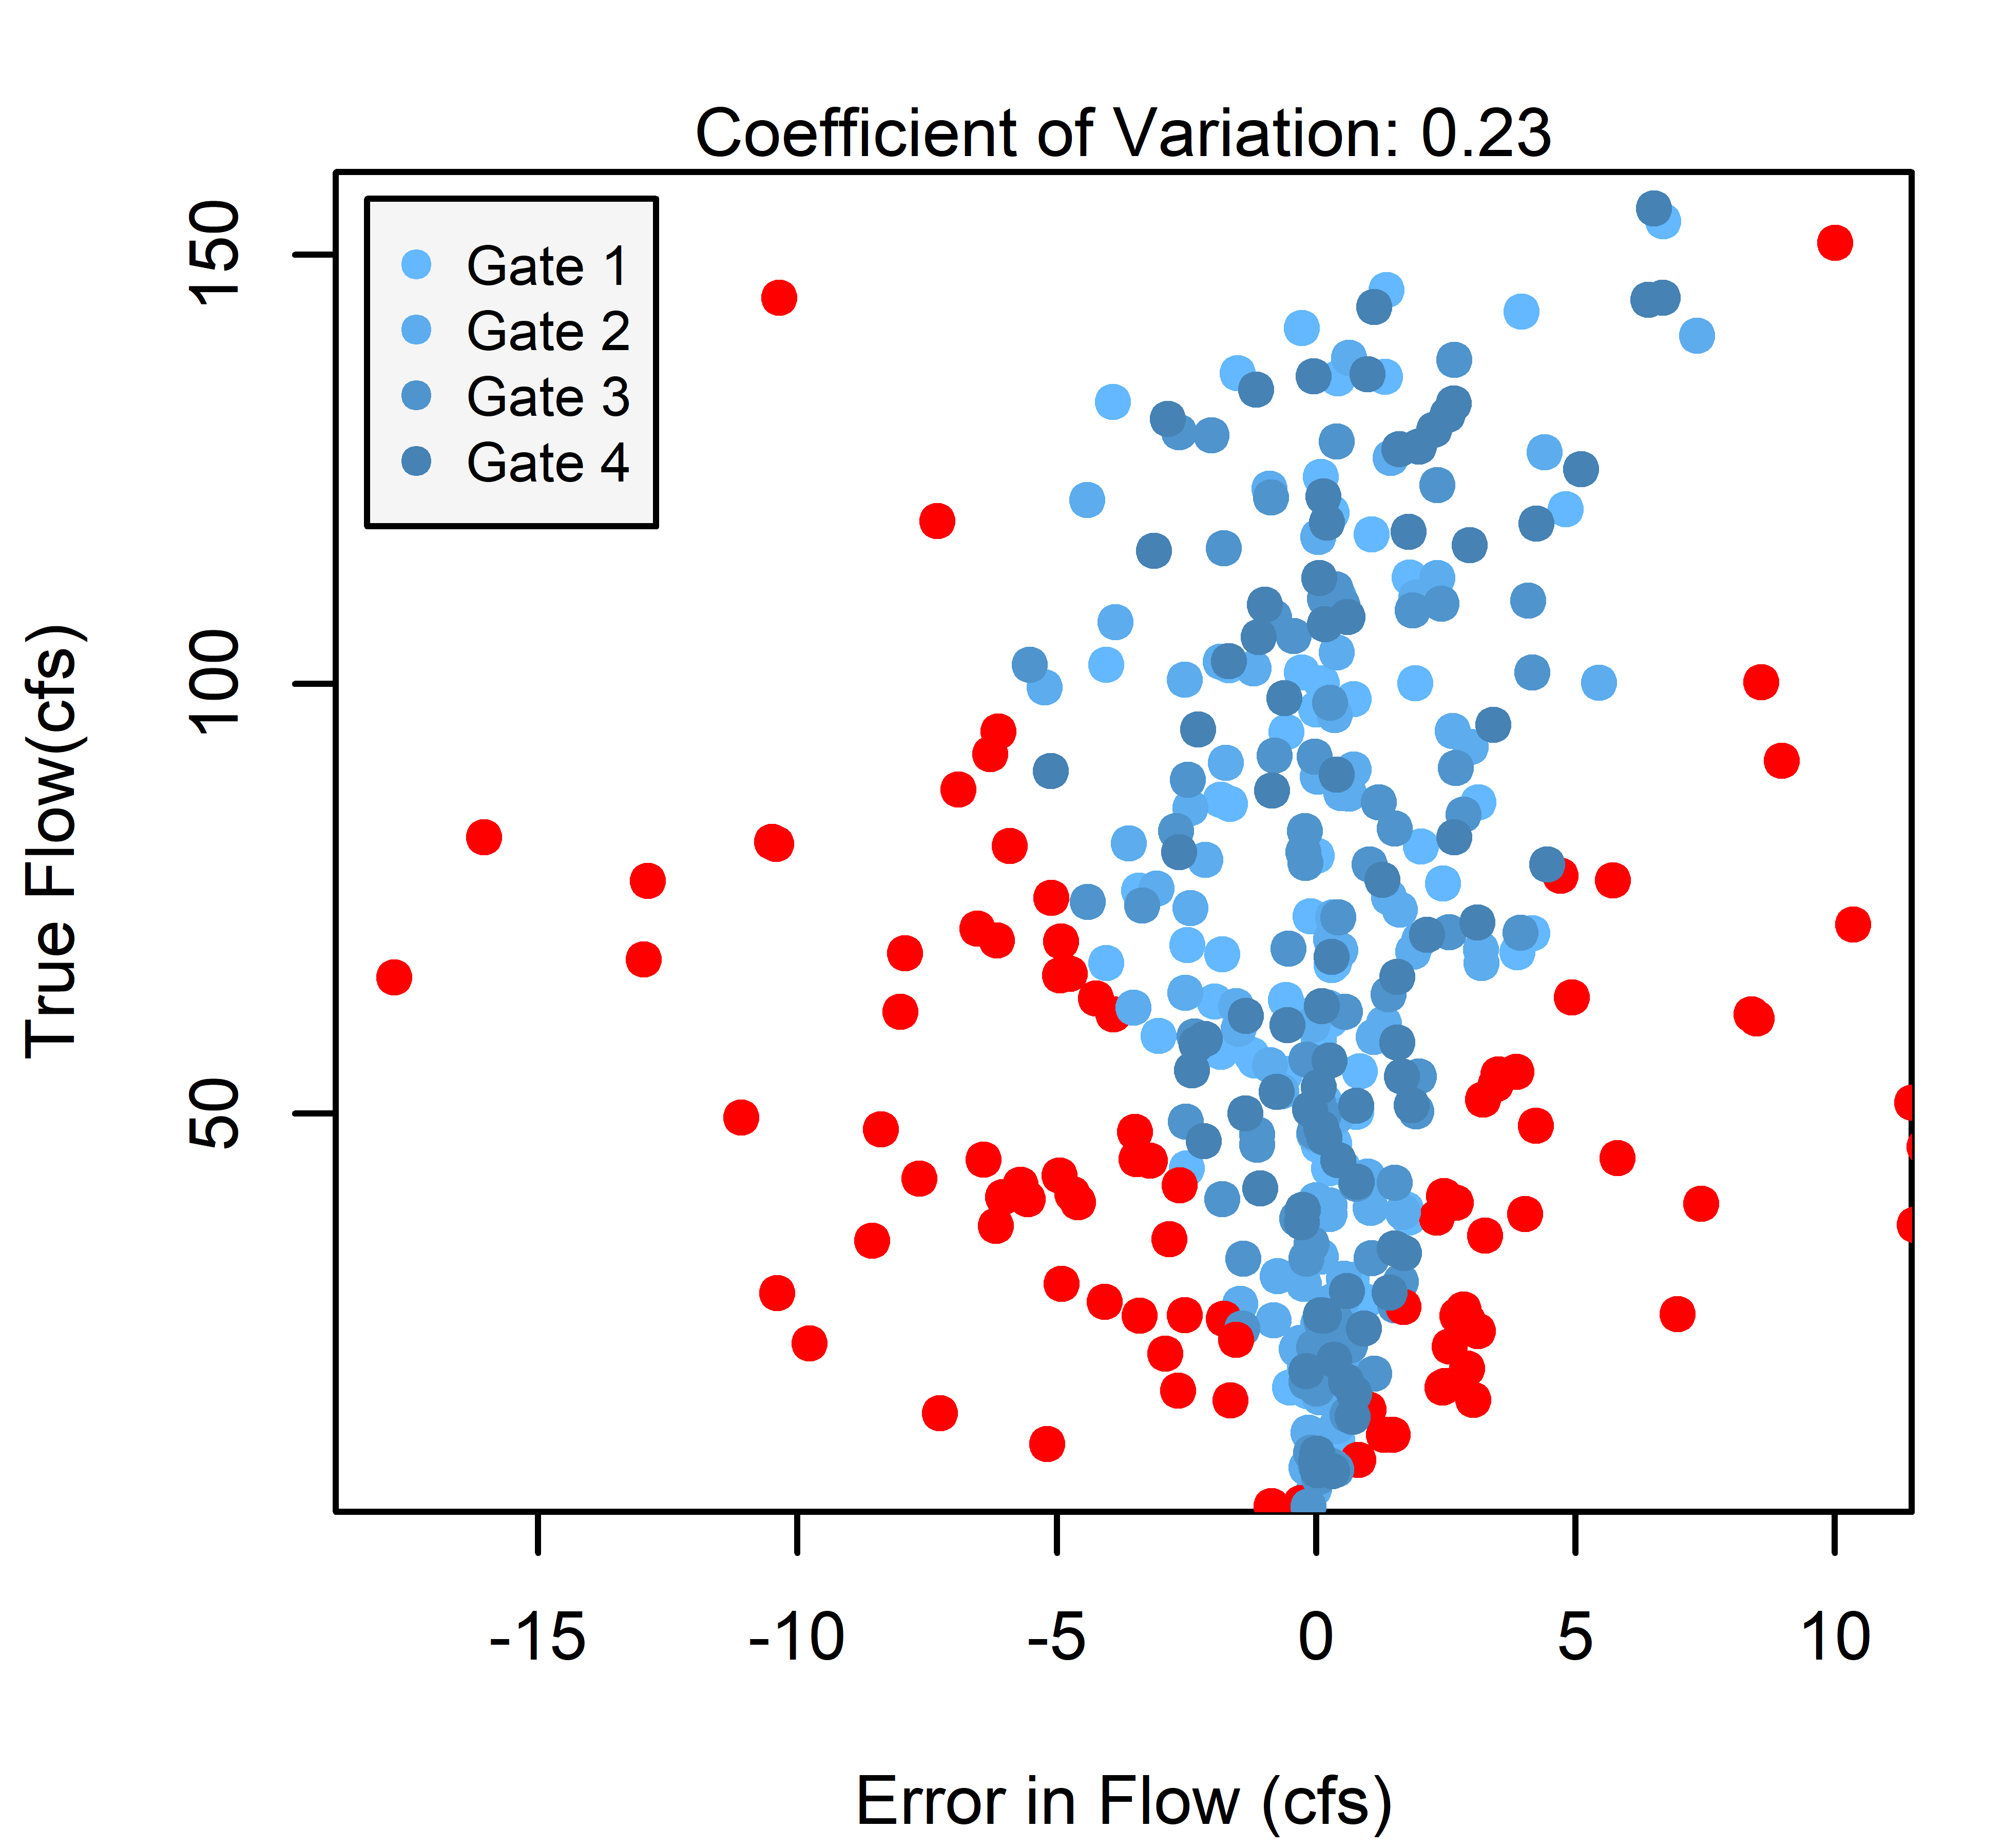 Coefficient of Variation: 0.23
Gate 1
Gate 2
Gate 3
Gate 4
True Flow(cfs)
150
100
50
-15 -10 -5 0 5 10
Error in Flow (cfs)